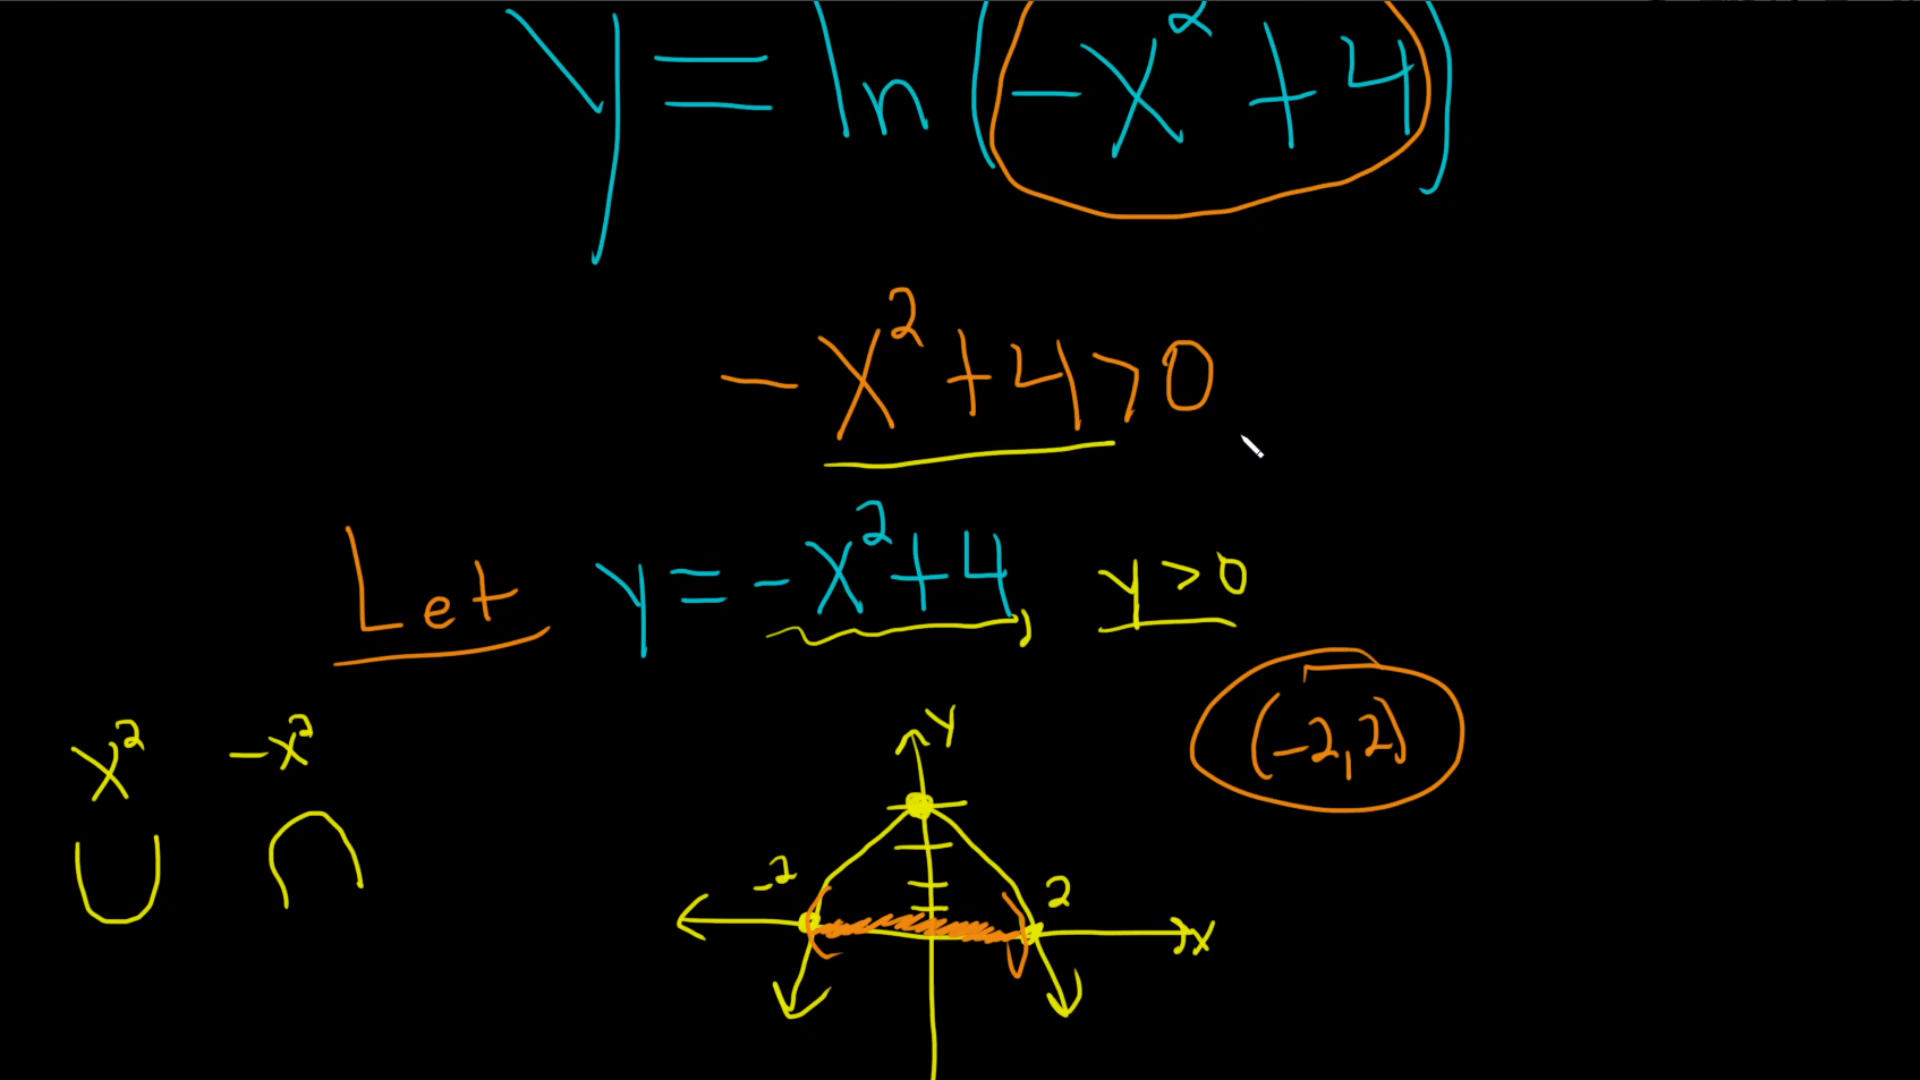 y = ln(-x² + 4)
-x² + 4 > 0
Let y = -x² + 4, y > 0
(-2, 2)
x² -x²
y
-2 2
x